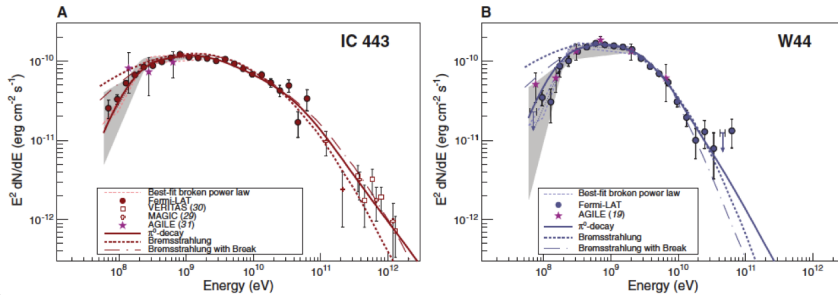 A
IC 443
E² dN/dE (erg cm⁻² s⁻¹)
10⁻¹⁰
10⁻¹¹
10⁻¹²
Best-fit broken power law
Fermi-LAT
VERITAS (30)
MAGIC (29)
AGILE (31)
π⁰-decay
Bremsstrahlung
Bremsstrahlung with Break
10⁸ 10⁹ 10¹⁰ 10¹¹ 10¹²
Energy (eV)
B
W44
E² dN/dE (erg cm⁻² s⁻¹)
10⁻¹⁰
10⁻¹¹
10⁻¹²
Best-fit broken power law
Fermi-LAT
AGILE (19)
π⁰-decay
Bremsstrahlung
Bremsstrahlung with Break
10⁸ 10⁹ 10¹⁰ 10¹¹ 10¹²
Energy (eV)